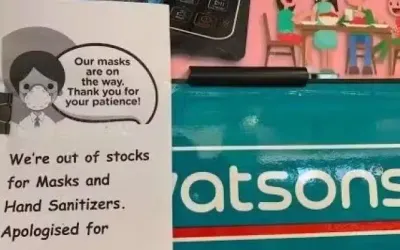 Our masks
are on
the way.
Thank you for
your patience!
We're out of stocks
for Masks and
Hand Sanitizers.
Apologised for
watsons